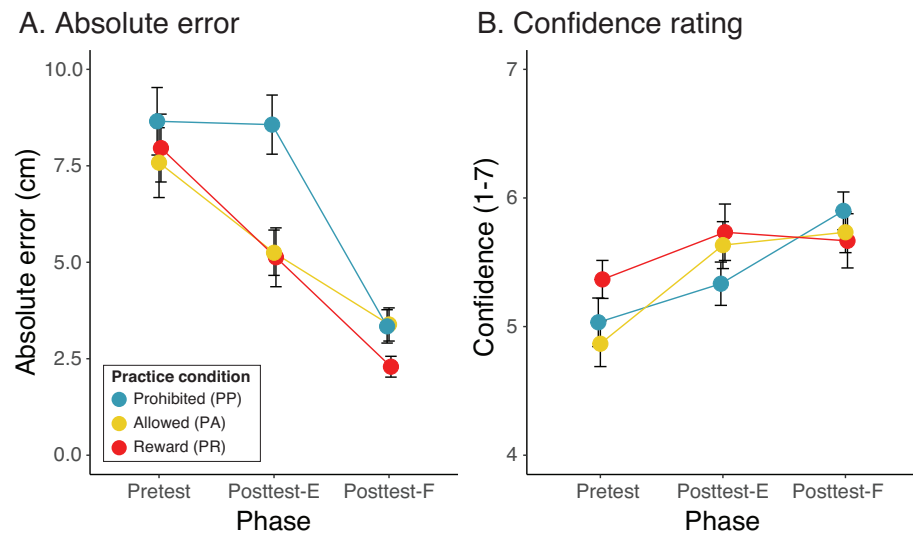 A. Absolute error
10.0
7.5
5.0
2.5
0.0
Absolute error (cm)
Practice condition
Prohibited (PP)
Allowed (PA)
Reward (PR)
Pretest
Posttest-E
Posttest-F
Phase
B. Confidence rating
7
6
5
4
Confidence (1-7)
Pretest
Posttest-E
Posttest-F
Phase